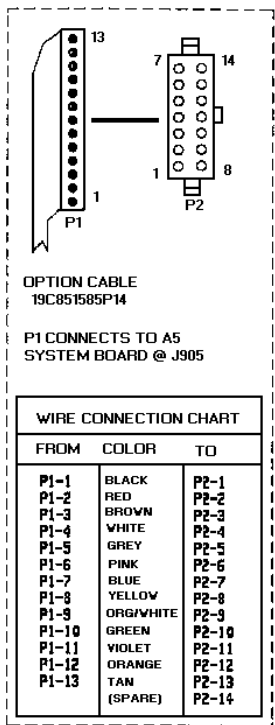 13
7 14
1 8
1
P1
P2
OPTION CABLE
19C851585P14
P1 CONNECTS TO A5
SYSTEM BOARD @ J905
WIRE CONNECTION CHART
FROM COLOR TO
P1-1 BLACK P2-1
P1-2 RED P2-2
P1-3 BROWN P2-3
P1-4 WHITE P2-4
P1-5 GREY P2-5
P1-6 PINK P2-6
P1-7 BLUE P2-7
P1-8 YELLOW P2-8
P1-9 ORG/WHITE P2-9
P1-10 GREEN P2-10
P1-11 VIOLET P2-11
P1-12 ORANGE P2-12
P1-13 TAN P2-13
(SPARE) P2-14